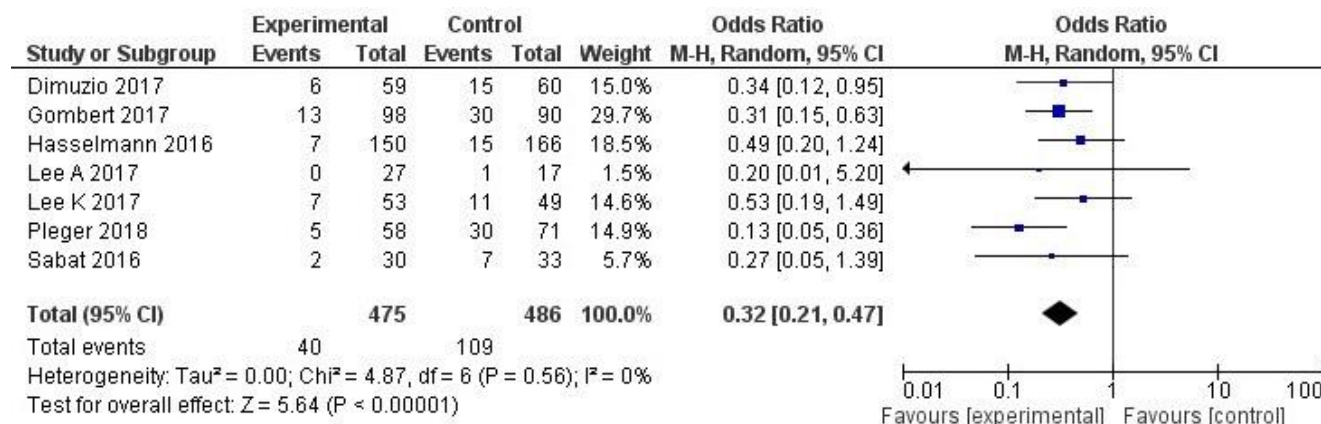 Experimental Control Odds Ratio Odds Ratio
Study or Subgroup Events Total Events Total Weight M-H, Random, 95% CI M-H, Random, 95% CI
Dimuzio 2017 6 59 15 60 15.0% 0.34 [0.12, 0.95]
Gombert 2017 13 98 30 90 29.7% 0.31 [0.15, 0.63]
Hasselmann 2016 7 150 15 166 18.5% 0.49 [0.20, 1.24]
Lee A 2017 0 27 1 17 1.5% 0.20 [0.01, 5.20]
Lee K 2017 7 53 11 49 14.6% 0.53 [0.19, 1.49]
Pleger 2018 5 58 30 71 14.9% 0.13 [0.05, 0.36]
Sabat 2016 2 30 7 33 5.7% 0.27 [0.05, 1.39]
Total (95% CI) 475 486 100.0% 0.32 [0.21, 0.47]
Total events 40 109
Heterogeneity: Tau² = 0.00; Chi² = 4.87, df = 6 (P = 0.56); I² = 0%
Test for overall effect: Z = 5.64 (P < 0.00001)
0.01 0.1 1 10 100
Favours [experimental] Favours [control]